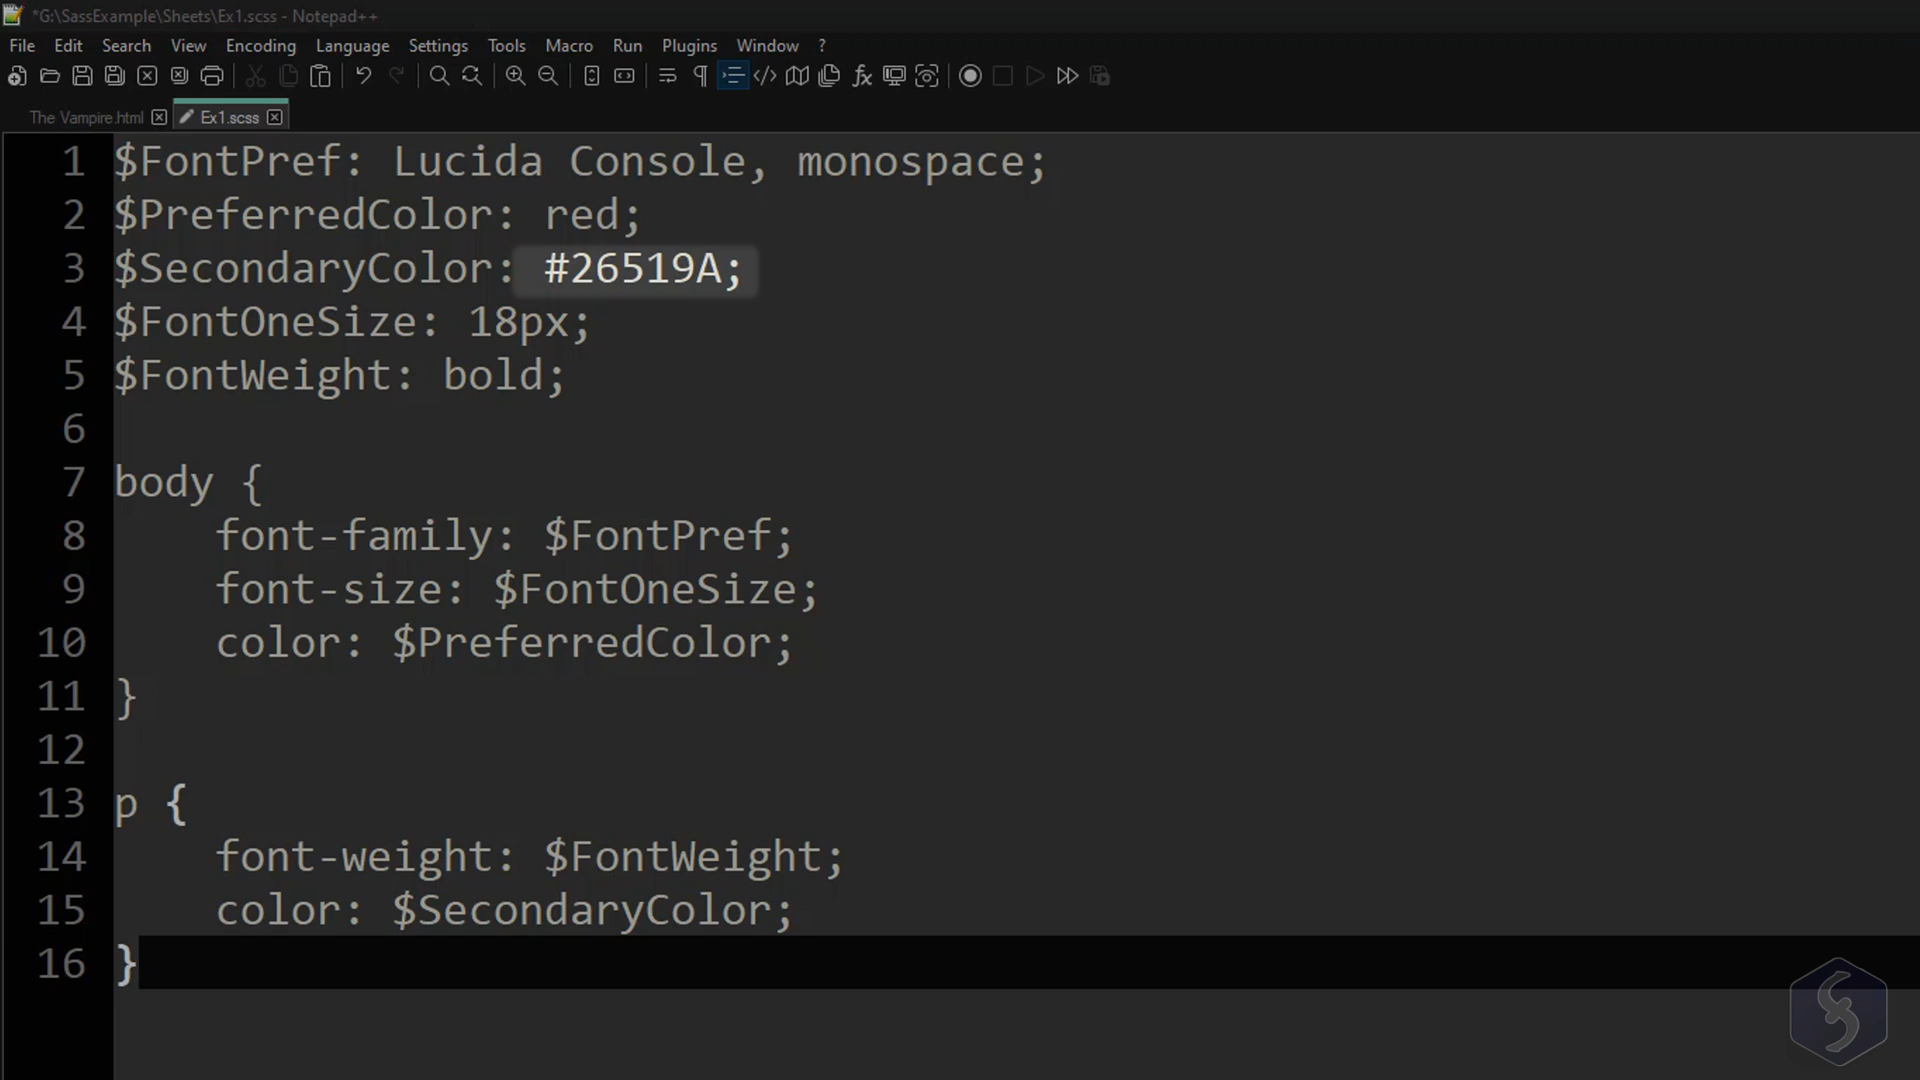 *G:\SassExample\Sheets\Ex1.scss - Notepad++
File Edit Search View Encoding Language Settings Tools Macro Run Plugins Window ?
The Vampire.html Ex1.scss
1 $FontPref: Lucida Console, monospace;
2 $PreferredColor: red;
3 $SecondaryColor: #26519A;
4 $FontOneSize: 18px;
5 $FontWeight: bold;
6
7 body {
8 font-family: $FontPref;
9 font-size: $FontOneSize;
10 color: $PreferredColor;
11 }
12
13 p {
14 font-weight: $FontWeight;
15 color: $SecondaryColor;
16 }